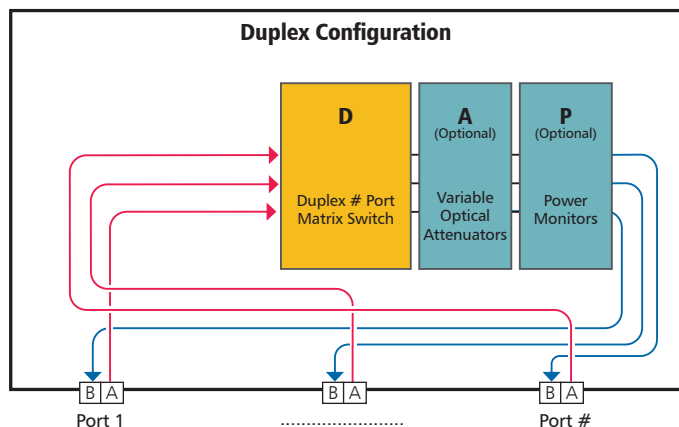 Duplex Configuration
D
Duplex # Port
Matrix Switch
A
(Optional)
Variable
Optical
Attenuators
P
(Optional)
Power
Monitors
B A
B A
B A
Port 1
.......................
Port #